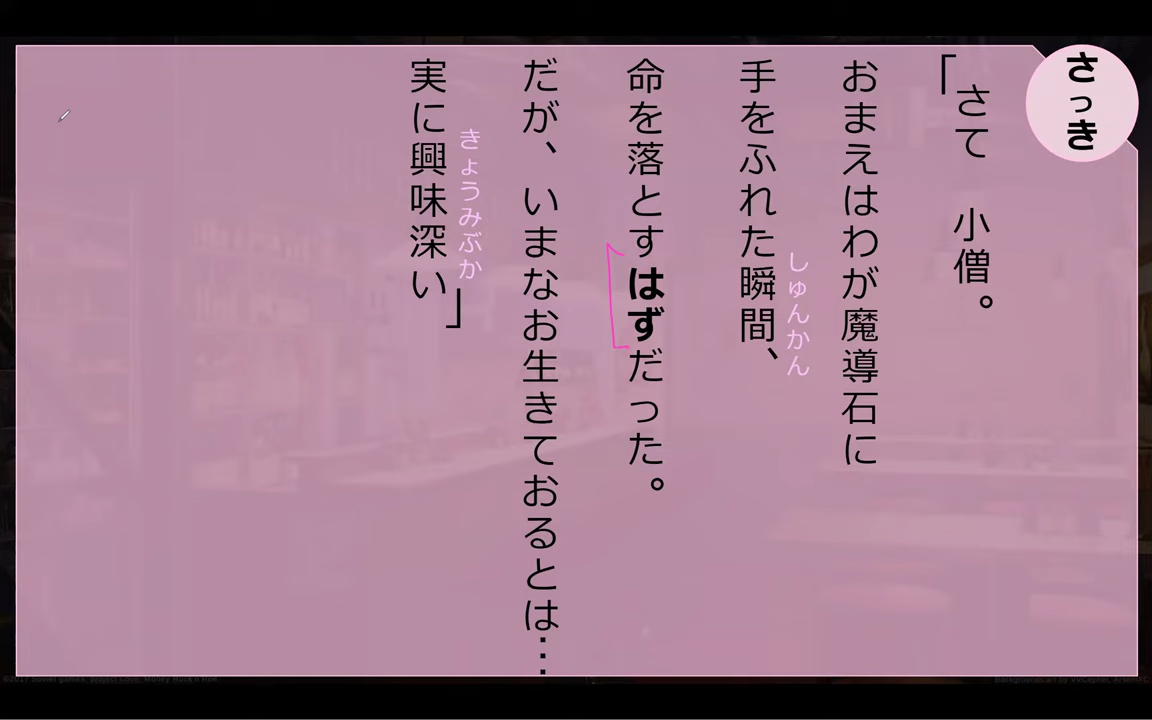 さっき
「さて　小僧。
おまえはわが魔導石に
手をふれた瞬間、
しゅんかん
命を落とすはずだった。
だが、いまなお生きておるとは…
実に興味深い」
きょうみぶか